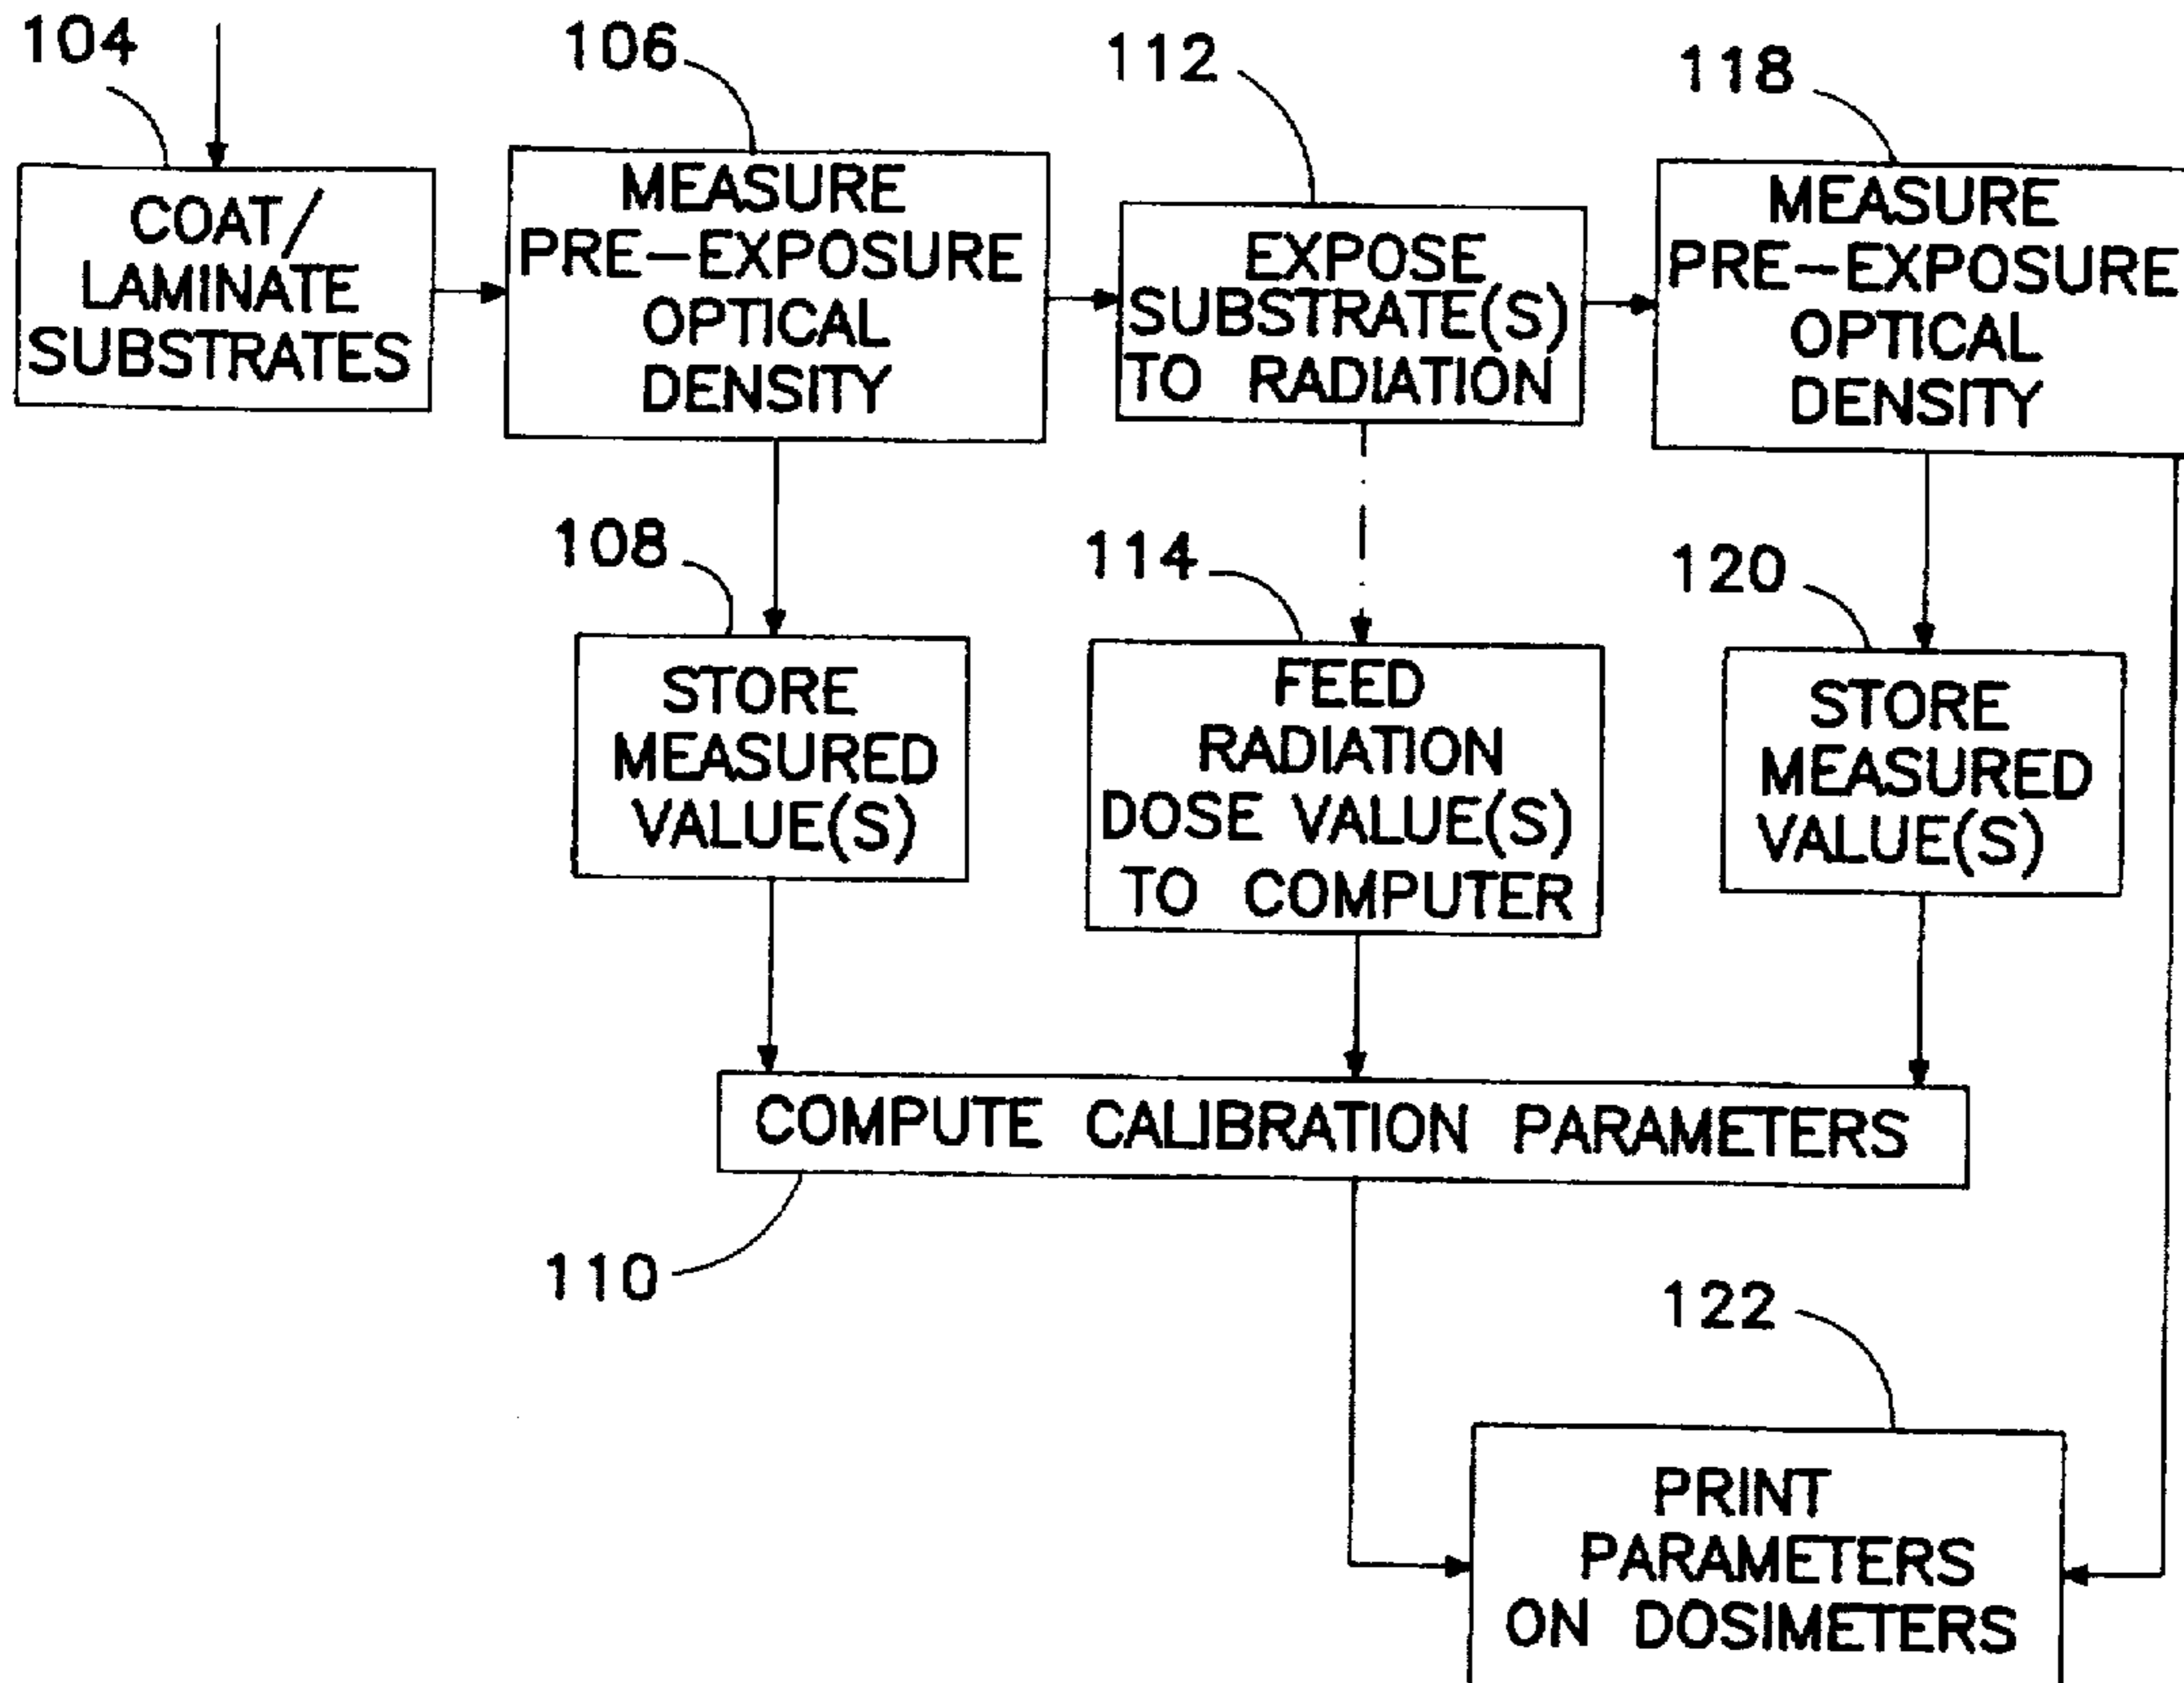 104
COAT/
LAMINATE
SUBSTRATES
106
MEASURE
PRE-EXPOSURE
OPTICAL
DENSITY
112
EXPOSE
SUBSTRATE(S)
TO RADIATION
118
MEASURE
PRE-EXPOSURE
OPTICAL
DENSITY
108
STORE
MEASURED
VALUE(S)
114
FEED
RADIATION
DOSE VALUE(S)
TO COMPUTER
120
STORE
MEASURED
VALUE(S)
COMPUTE CALIBRATION PARAMETERS
110
122
PRINT
PARAMETERS
ON DOSIMETERS